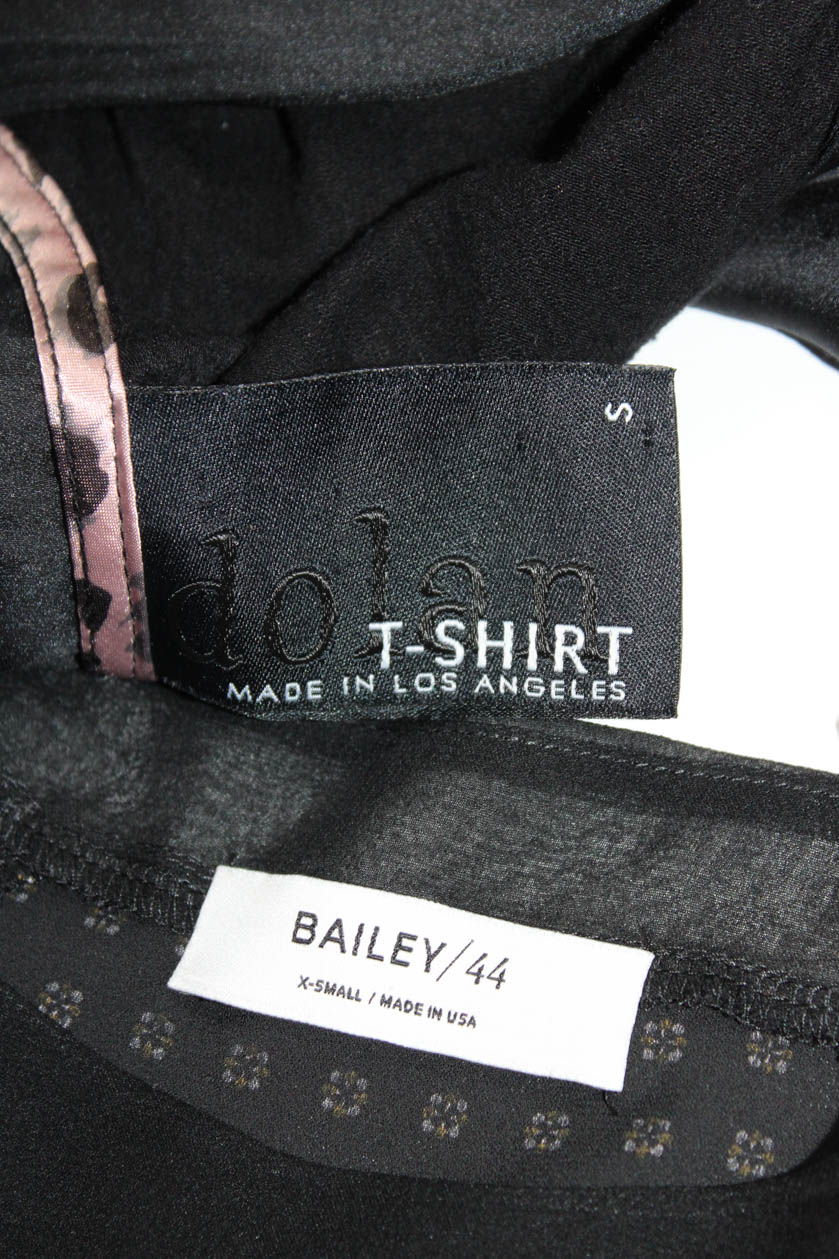 S
dolan
T-SHIRT
MADE IN LOS ANGELES
BAILEY/44
X-SMALL / MADE IN USA